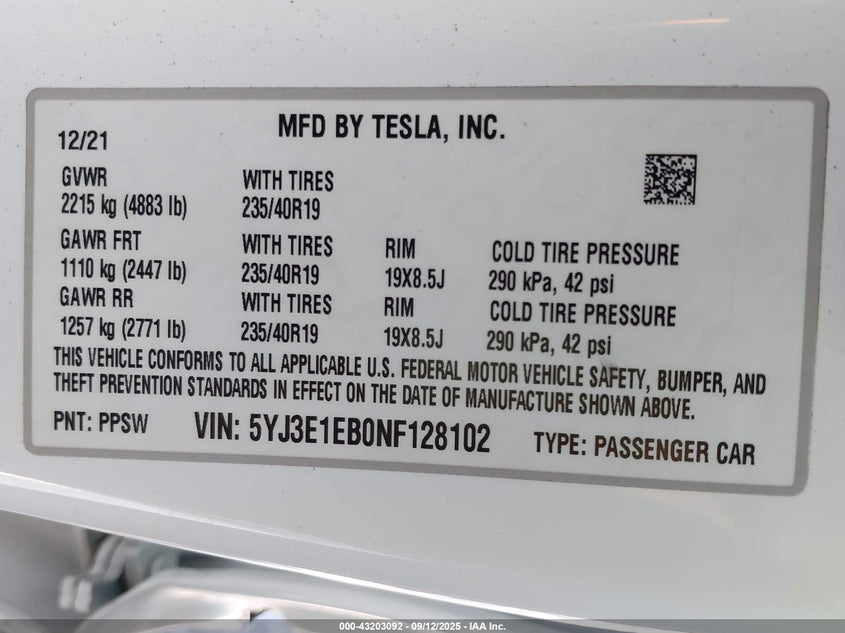 MFD BY TESLA, INC.
12/21
GVWR WITH TIRES
2215 kg (4883 lb) 235/40R19
GAWR FRT WITH TIRES RIM COLD TIRE PRESSURE
1110 kg (2447 lb) 235/40R19 19X8.5J 290 kPa, 42 psi
GAWR RR WITH TIRES RIM COLD TIRE PRESSURE
1257 kg (2771 lb) 235/40R19 19X8.5J 290 kPa, 42 psi
THIS VEHICLE CONFORMS TO ALL APPLICABLE U.S. FEDERAL MOTOR VEHICLE SAFETY, BUMPER, AND
THEFT PREVENTION STANDARDS IN EFFECT ON THE DATE OF MANUFACTURE SHOWN ABOVE.
PNT: PPSW VIN: 5YJ3E1EB0NF128102 TYPE: PASSENGER CAR
000-43203092 - 09/12/2025 - IAA Inc.